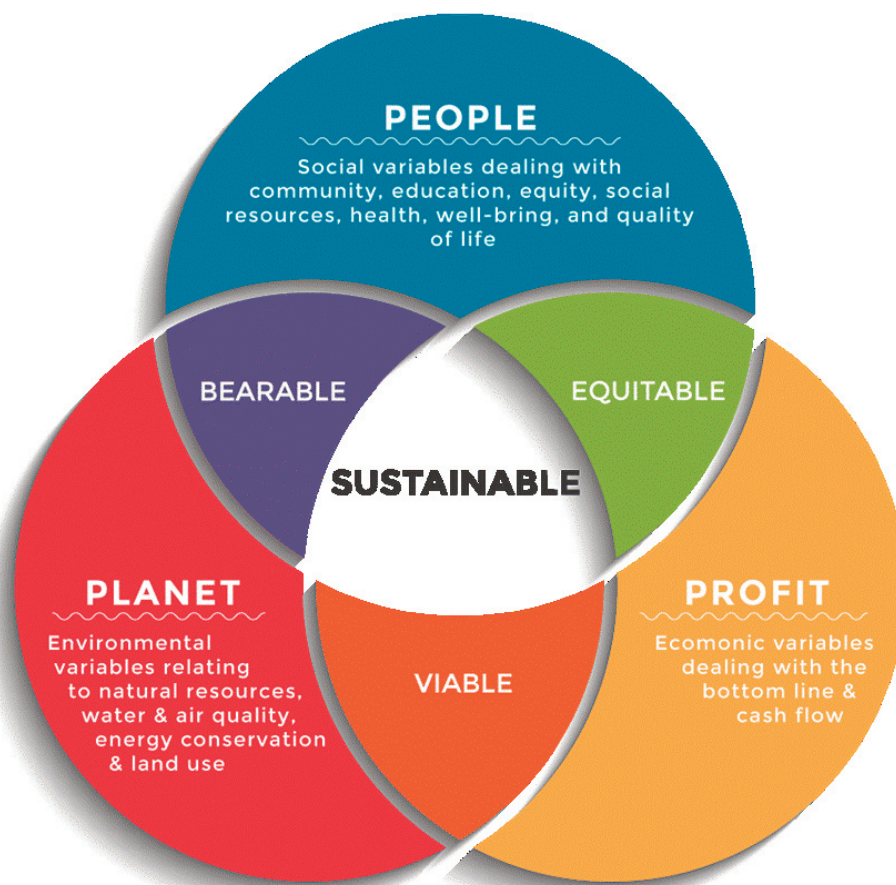 PEOPLE
Social variables dealing with
community, education, equity, social
resources, health, well-bring, and quality
of life
BEARABLE
EQUITABLE
SUSTAINABLE
PLANET
Environmental
variables relating
to natural resources,
water & air quality,
energy conservation
& land use
VIABLE
PROFIT
Ecomonic variables
dealing with the
bottom line &
cash flow